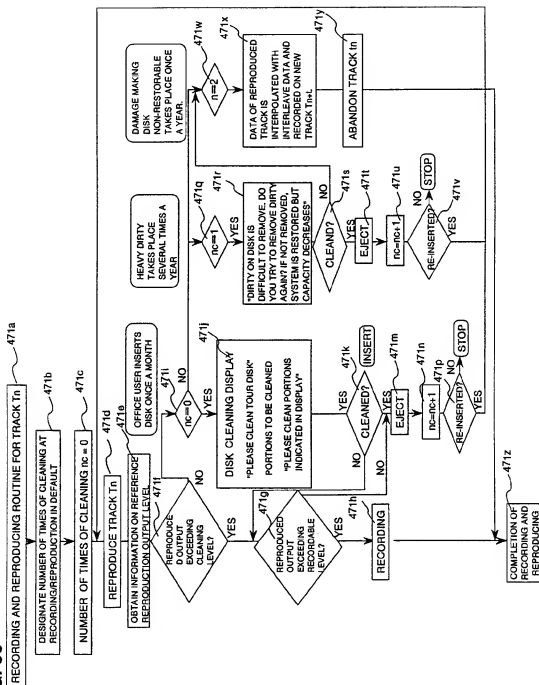 RECORDING AND REPRODUCING ROUTINE FOR TRACK Tn
471a
DESIGNATE NUMBER OF TIMES OF CLEANING AT
RECORDING/REPRODUCTION IN DEFAULT
471b
NUMBER OF TIMES OF CLEANING nc = 0
471c
REPRODUCE TRACK Tn
471d
471e
OBTAIN INFORMATION ON REFERENCE
REPRODUCTION OUTPUT LEVEL
471f
REPRODUCE
D OUTPUT
EXCEEDING
CLEANING
LEVEL?
NO
YES
471g
REPRODUCED
OUTPUT
EXCEEDING
RECORDABLE
LEVEL?
YES
471h
RECORDING
OFFICE USER INSERTS
DISK ONCE A MONTH
471i
nc=0
NO
YES
471j
DISK CLEANING DISPLAY
"PLEASE CLEAN TOUR DISK"
PORTIONS TO BE CLEANED
"PLEASE CLEAN PORTIONS
INDICATED IN DISPLAY"
471k
NO
CLEANED?
YES
INSERT
471m
EJECT
471n
nc=nc+1
471p
RE-INSERTED?
NO
STOP
YES
HEAVY DIRTY
TAKES PLACE
SEVERAL TIMES A
YEAR
471q
nc=1
YES
471r
"DIRTY ON DISK IS
DIFFICULT TO REMOVE. DO
YOU TRY TO REMOVE DIRTY
AGAIN? IF NOT REMOVED,
SYSTEM IS RESTORED BUT
CAPACITY DECREASES"
471s
CLEAND?
NO
YES
471t
EJECT
471u
nc=nc+1
471v
RE-INSERTED?
NO
STOP
YES
DAMAGE MAKING
DISK
NON-RESTORABLE
TAKES PLACE ONCE
A YEAR.
471w
n=2
471x
DATA OF REPRODUCED
TRACK IS
INTERPOLATED WITH
INTERLEAVE DATA AND
RECORDED ON NEW
TRACK Tn+L
471y
ABANDON TRACK tn
471z
COMPLETION OF
RECORDING AND
REPRODUCING